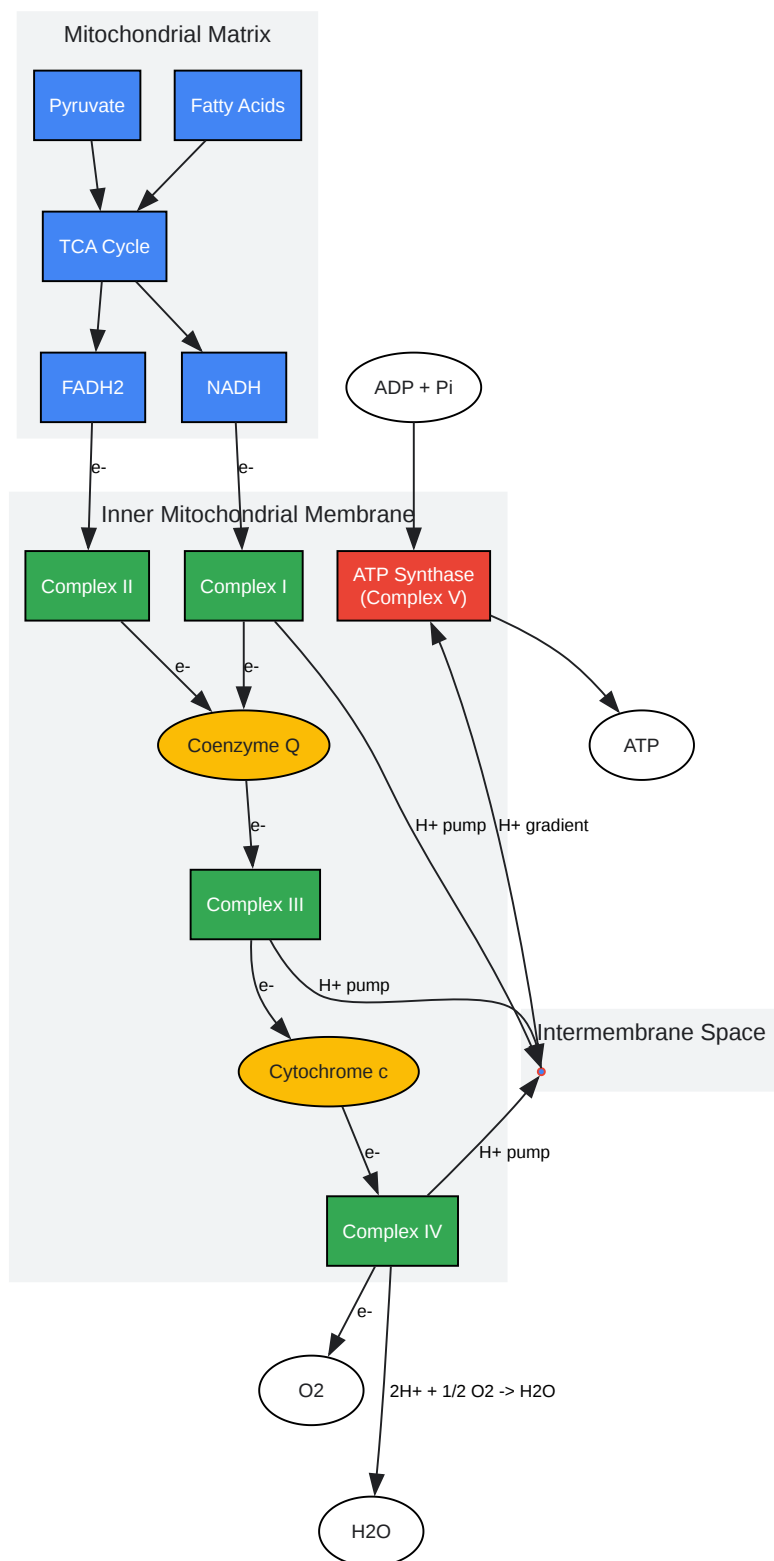 Mitochondrial Matrix
Pyruvate
Fatty Acids
TCA Cycle
FADH2
NADH
ADP + Pi
e-
e-
Inner Mitochondrial Membrane
Complex II
Complex I
ATP Synthase
(Complex V)
e-
e-
Coenzyme Q
ATP
e-
H+ pump
H+ gradient
Complex III
e-
H+ pump
Intermembrane Space
Cytochrome c
e-
H+ pump
Complex IV
e-
O2
2H+ + 1/2 O2 -> H2O
H2O